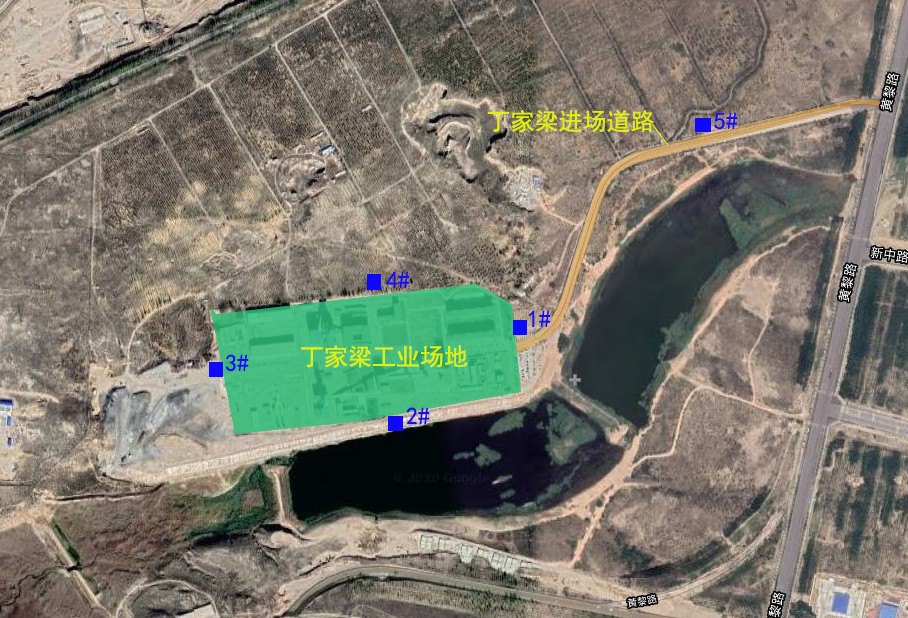 黄黎路
丁家梁进场道路
5#
新中路
黄黎路
4#
1#
丁家梁工业场地
3#
2#
© 2020 Google
黄黎路
黎路